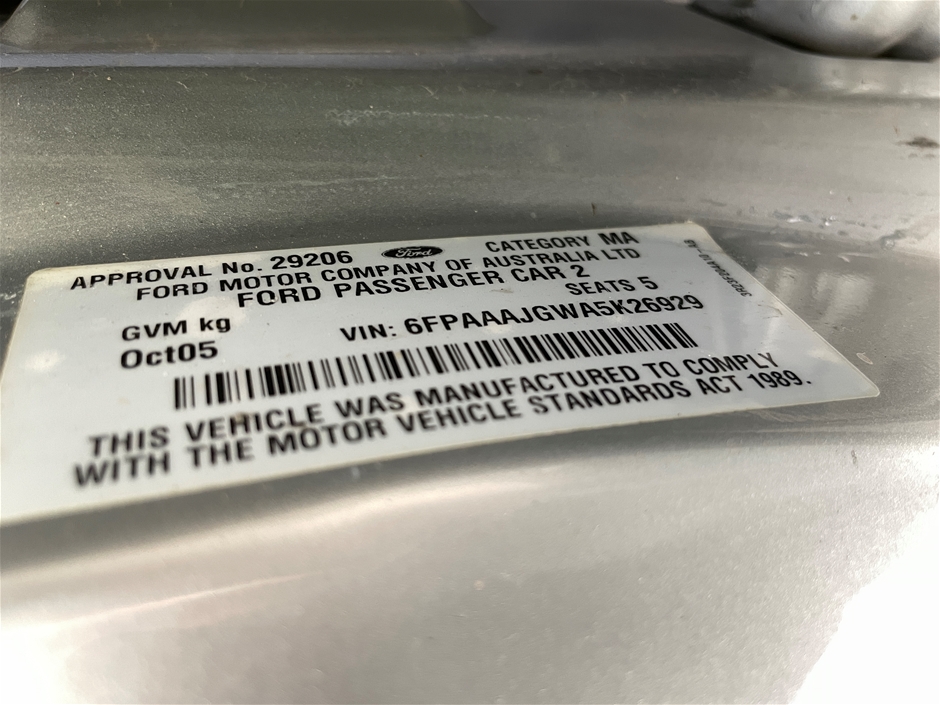 APPROVAL No. 29206 Ford CATEGORY MA
FORD MOTOR COMPANY OF AUSTRALIA LTD
FORD PASSENGER CAR 2
SEATS 5
GVM kg
VIN: 6FPAAAJGWA5K26929
Oct05
THIS VEHICLE WAS MANUFACTURED TO COMPLY
WITH THE MOTOR VEHICLE STANDARDS ACT 1989.